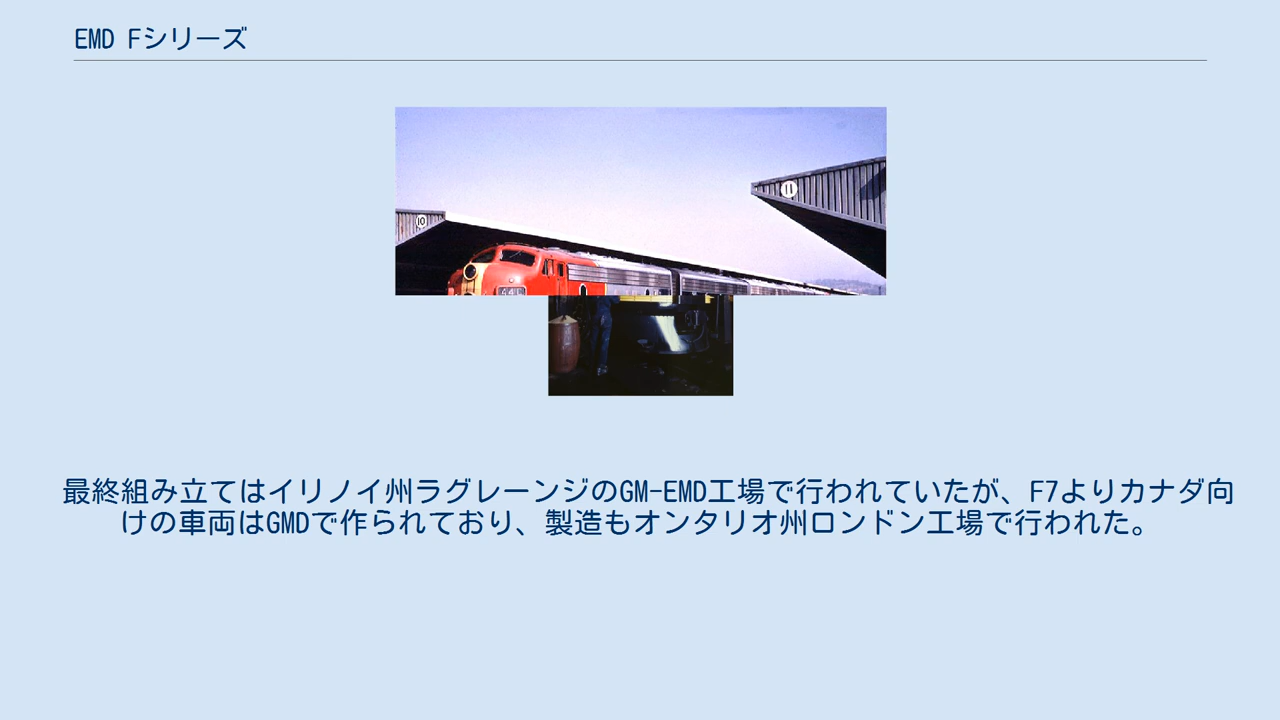 EMD Fシリーズ
10
11
最終組み立てはイリノイ州ラグレーンジのGM-EMD工場で行われていたが、F7よりカナダ向
けの車両はGMDで作られており、製造もオンタリオ州ロンドン工場で行われた。